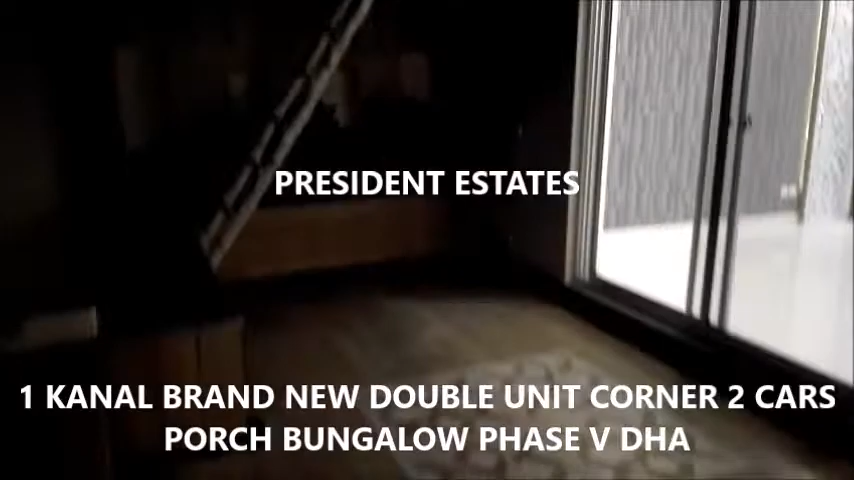 PRESIDENT ESTATES
1 KANAL BRAND NEW DOUBLE UNIT CORNER 2 CARS
PORCH BUNGALOW PHASE V DHA